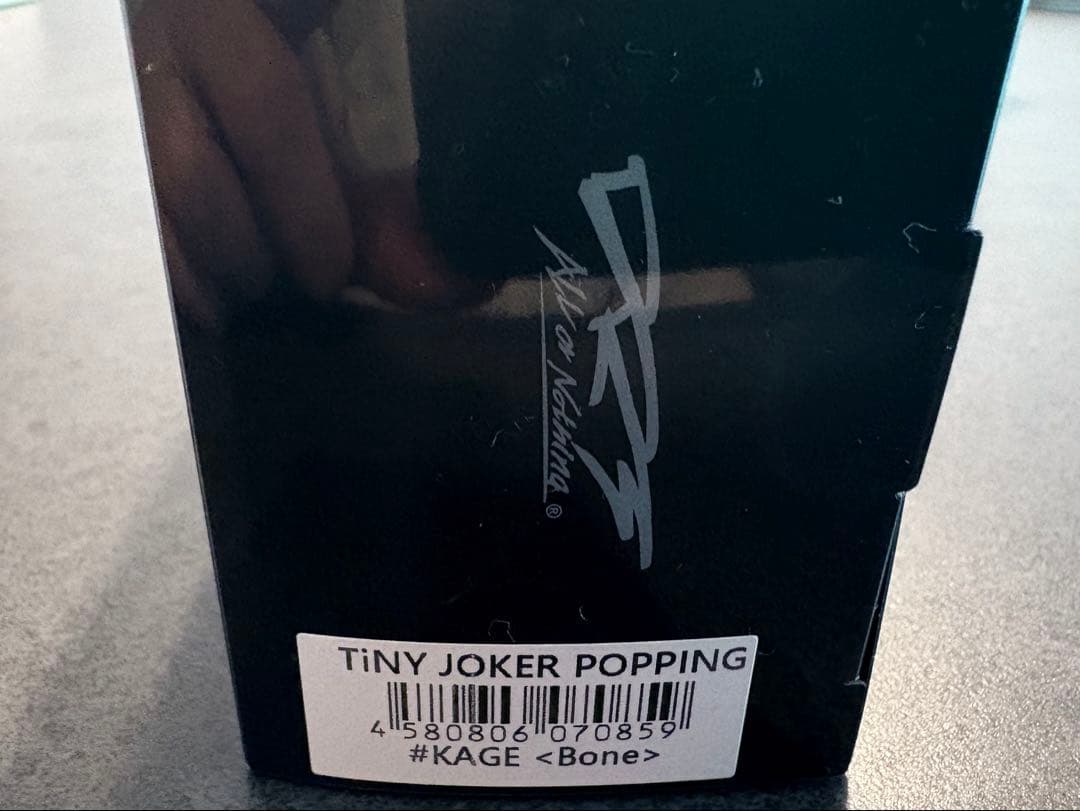 All or Nothing®
TiNY JOKER POPPING
4 580806 070859
#KAGE <Bone>